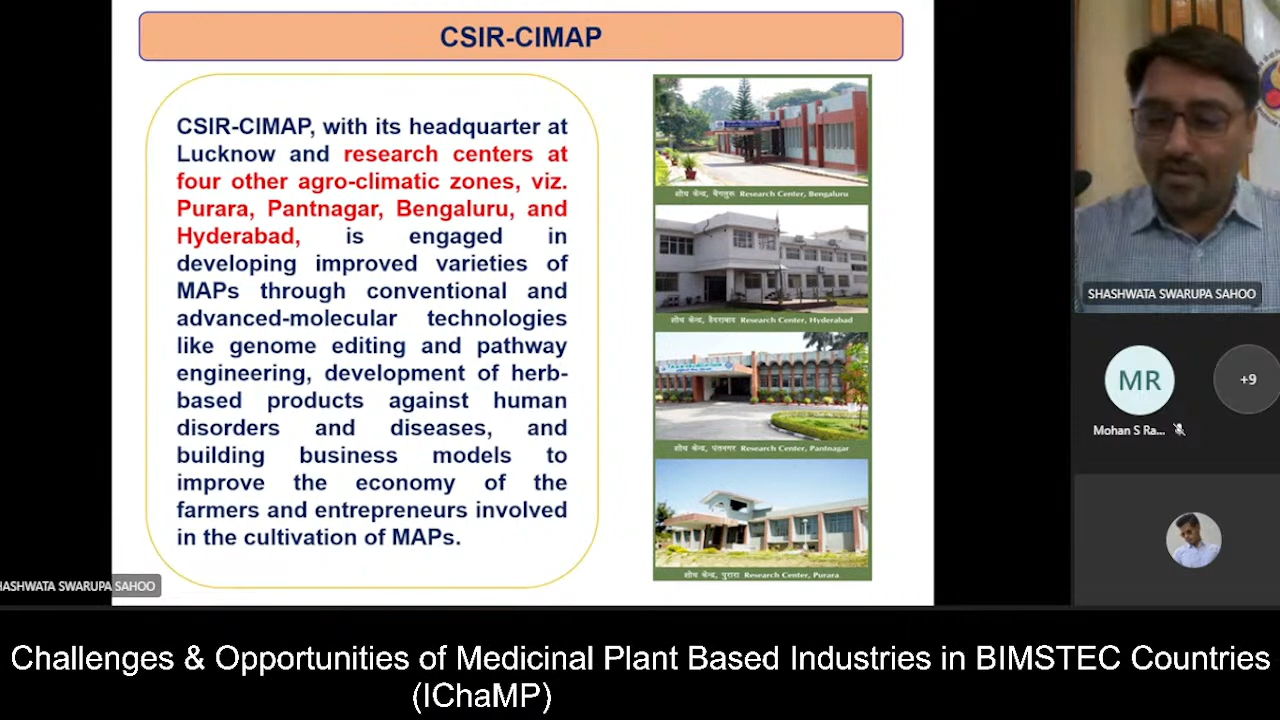 CSIR-CIMAP
CSIR-CIMAP, with its headquarter at
Lucknow and research centers at
four other agro-climatic zones, viz.
Purara, Pantnagar, Bengaluru, and
Hyderabad, is engaged in
developing improved varieties of
MAPs through conventional and
advanced-molecular technologies
like genome editing and pathway
engineering, development of herb-
based products against human
disorders and diseases, and
building business models to
improve the economy of the
farmers and entrepreneurs involved
in the cultivation of MAPs.
शोध केन्द्र, बेंगलुरु Research Center, Bengaluru
शोध केन्द्र, हैदराबाद Research Center, Hyderabad
शोध केन्द्र, पंतनगर Research Center, Pantnagar
शोध केन्द्र, पुरारा Research Center, Purara
SHASHWATA SWARUPA SAHOO
MR
+9
Mohan S Ra...
HASHWATA SWARUPA SAHOO
Challenges & Opportunities of Medicinal Plant Based Industries in BIMSTEC Countries
(IChaMP)